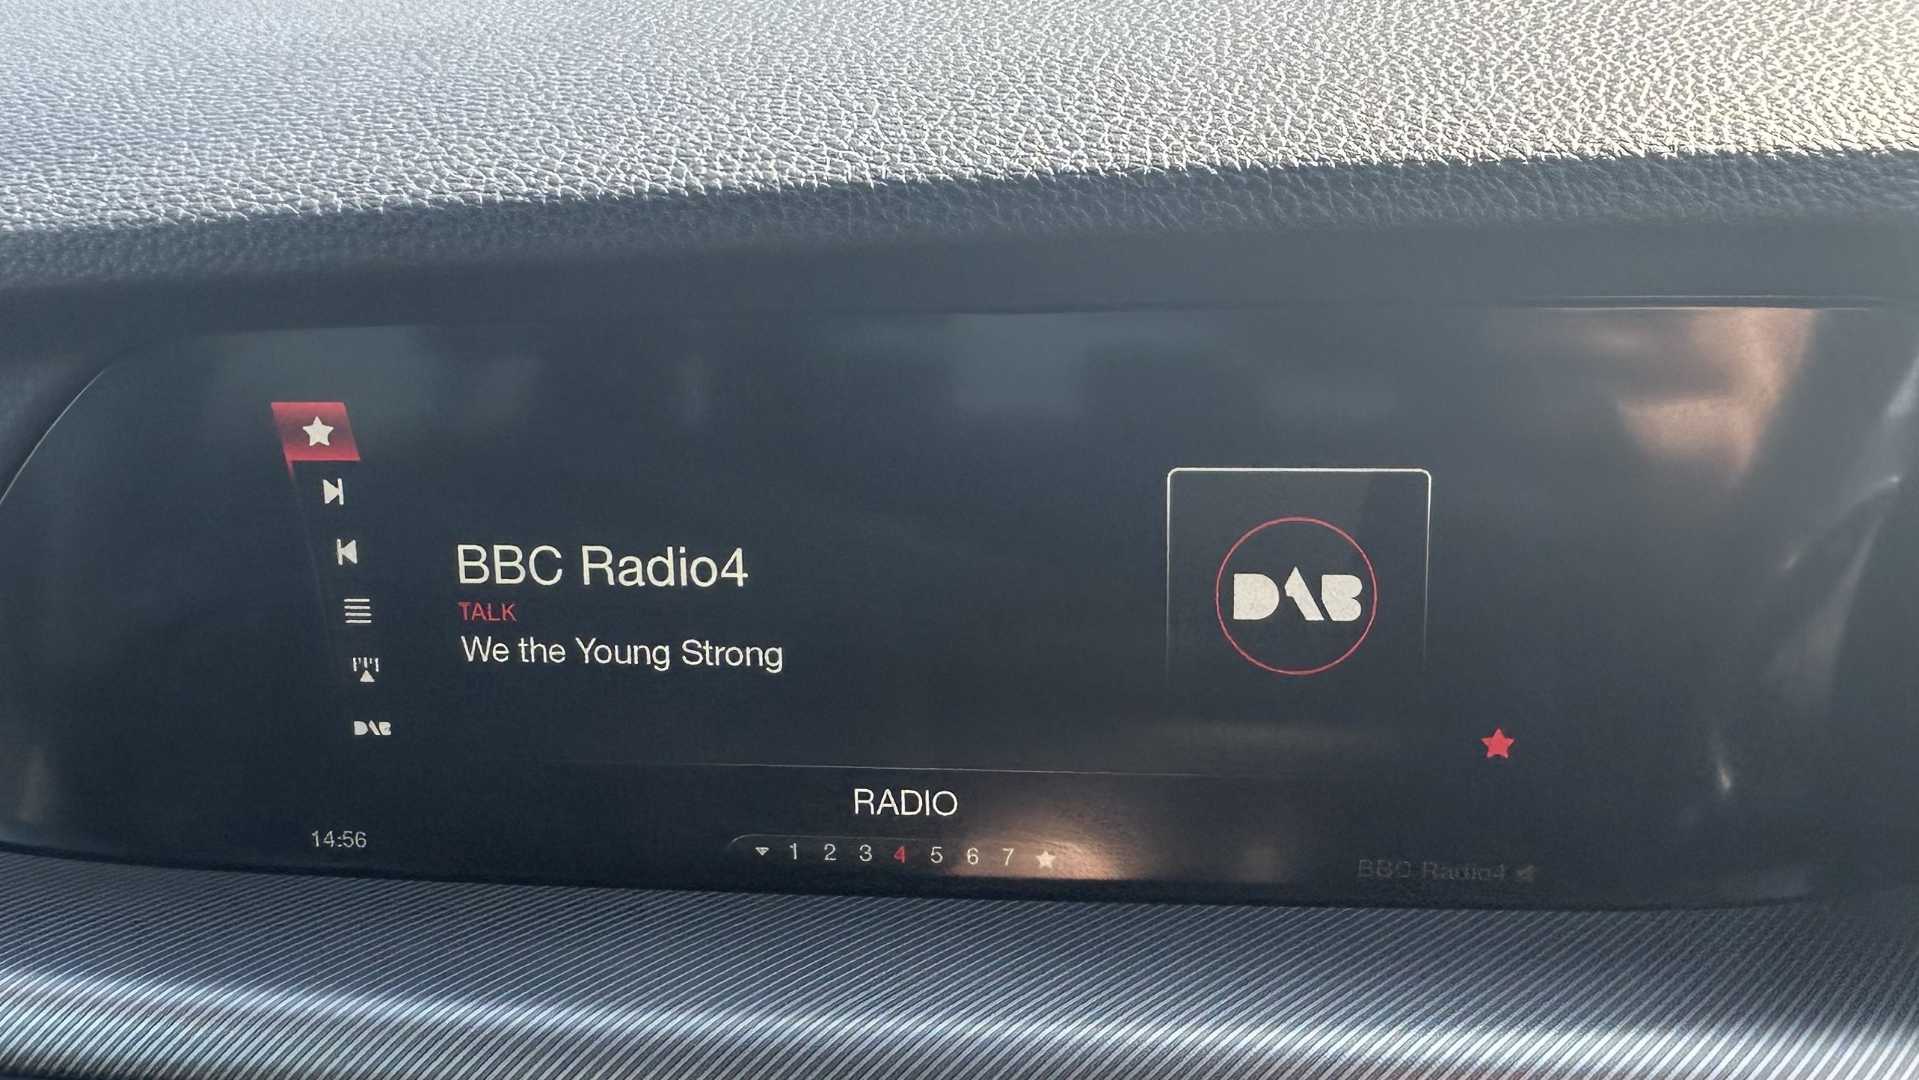 BBC Radio4
TALK
We the Young Strong
DAB
DAB
RADIO
14:56
1 2 3 4 5 6 7
BBC Radio4